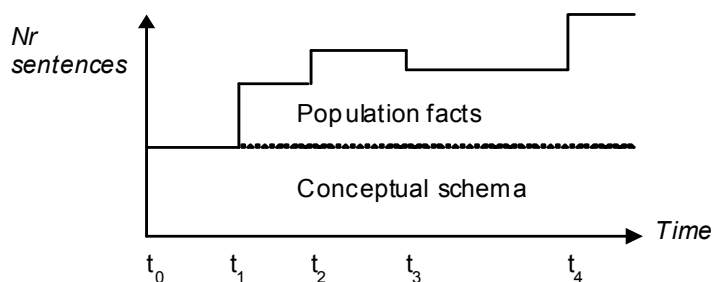 Nr
sentences
Population facts
Conceptual schema
Time
t0 t1 t2 t3 t4